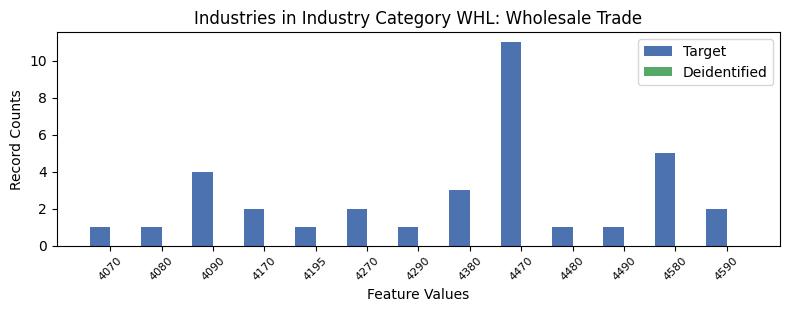 Industries in Industry Category WHL: Wholesale Trade
Target
Deidentified
Record Counts
10
8
6
4
2
0
4070 4080 4090 4170 4195 4270 4290 4380 4470 4480 4490 4580 4590
Feature Values